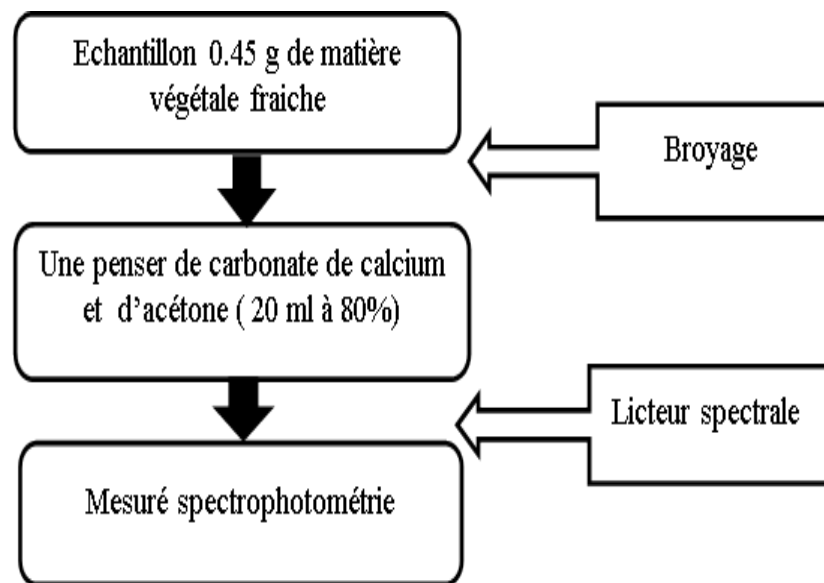 Echantillon 0.45 g de matière
végétale fraiche
Broyage
Une penser de carbonate de calcium
et d’acétone ( 20 ml à 80%)
Licteur spectrale
Mesuré spectrophotométrie